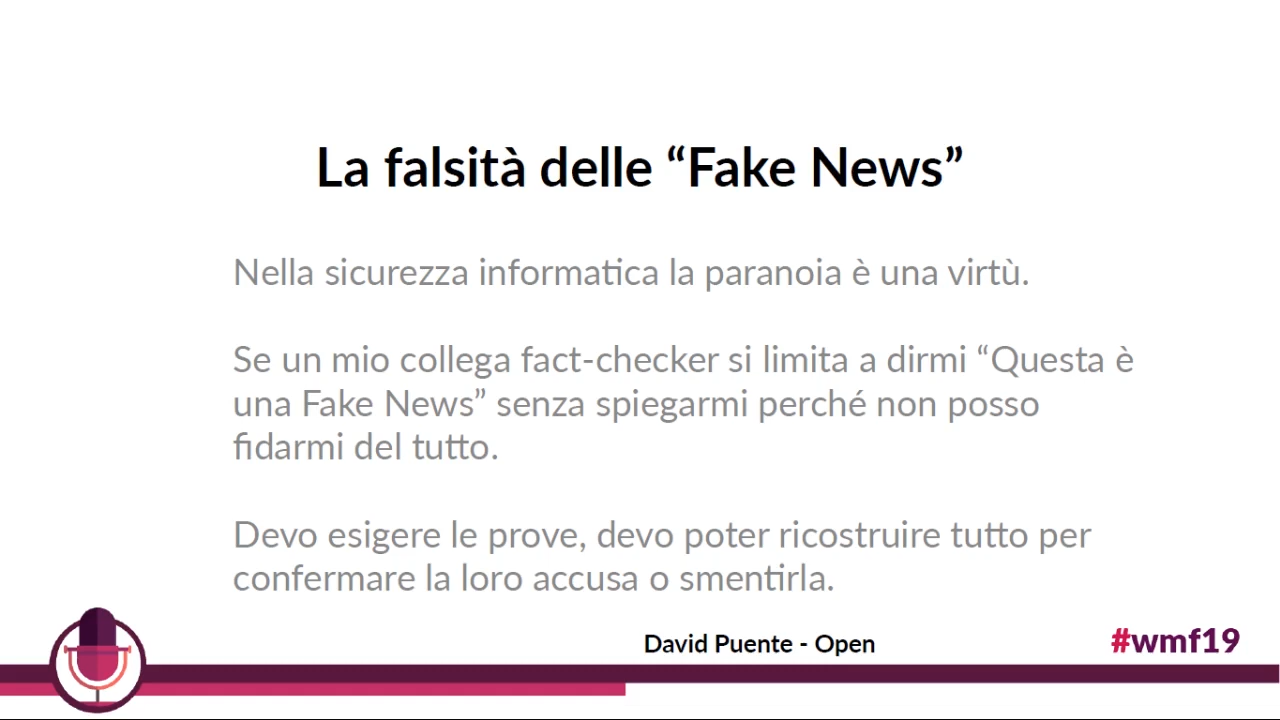 La falsità delle “Fake News”
Nella sicurezza informatica la paranoia è una virtù.
Se un mio collega fact-checker si limita a dirmi “Questa è
una Fake News” senza spiegarmi perché non posso
fidarmi del tutto.
Devo esigere le prove, devo poter ricostruire tutto per
confermare la loro accusa o smentirla.
David Puente - Open
#wmf19